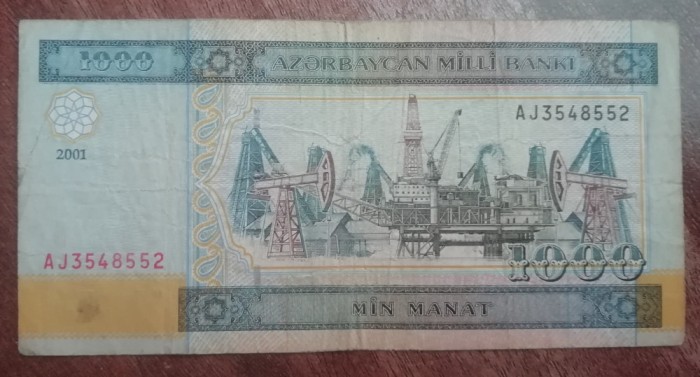 1000
AZƏRBAYCAN MİLLİ BANKI
AJ3548552
2001
AJ3548552
1000
MİN MANAT